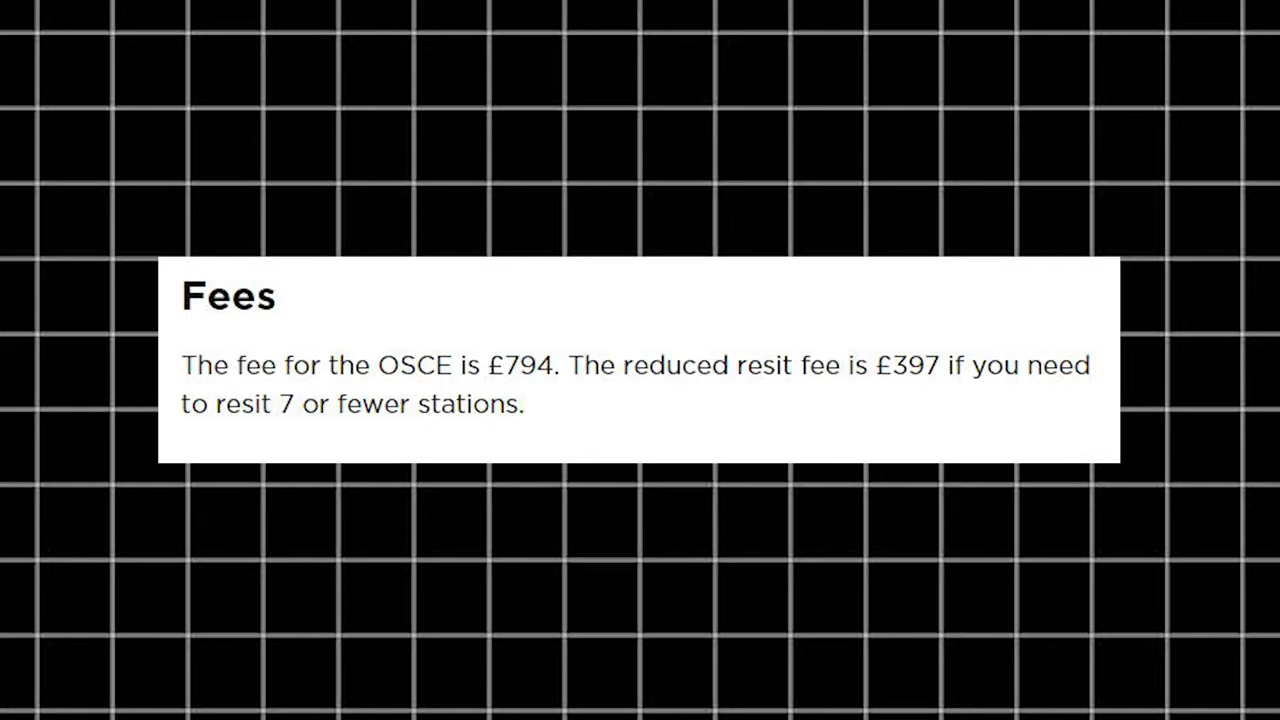 Fees
The fee for the OSCE is £794. The reduced resit fee is £397 if you need
to resit 7 or fewer stations.